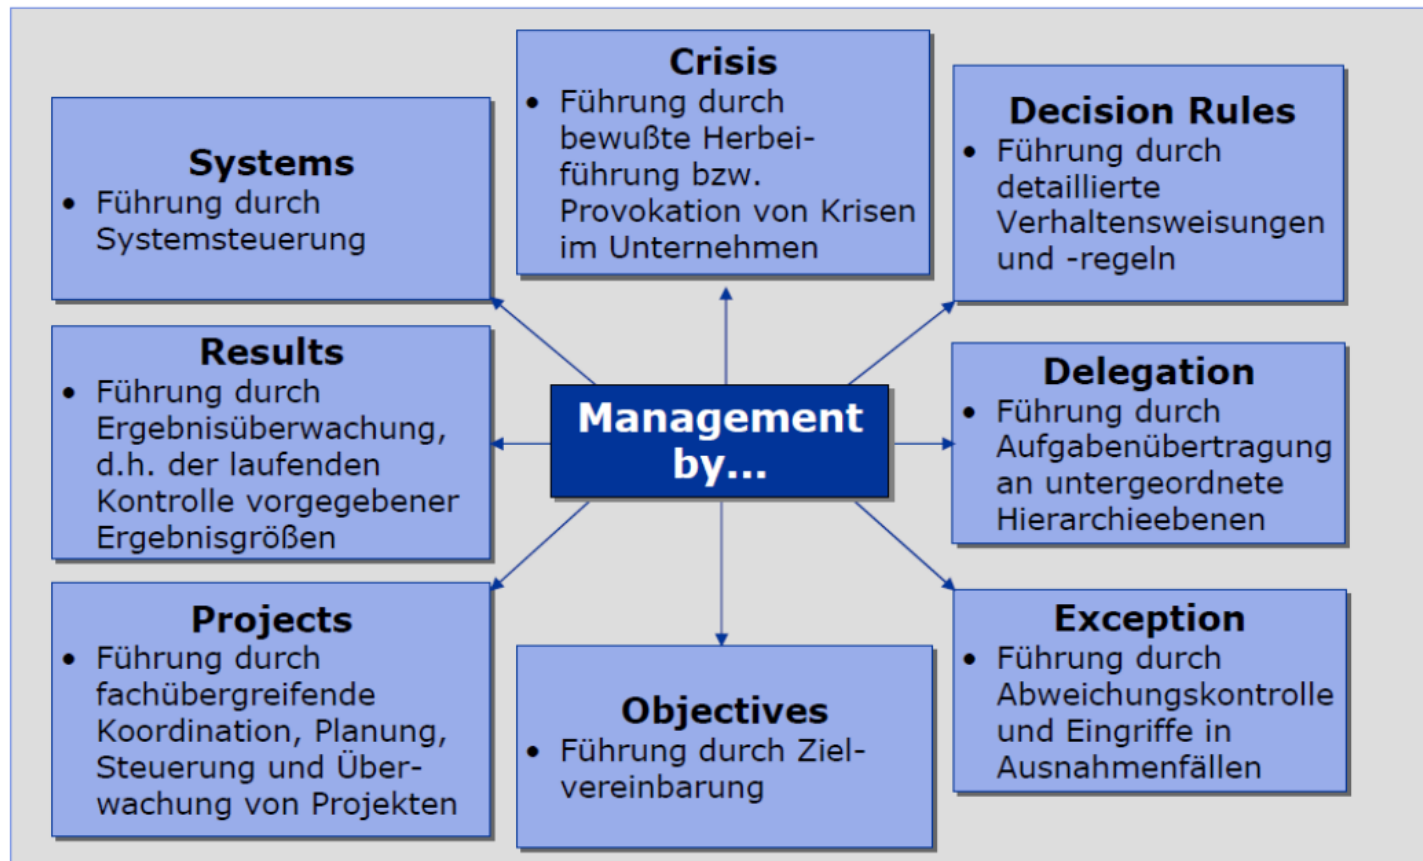 Crisis
• Führung durch
bewußte Herbei-
führung bzw.
Provokation von Krisen
im Unternehmen
Decision Rules
• Führung durch
detaillierte
Verhaltensweisungen
und -regeln
Systems
• Führung durch
Systemsteuerung
Results
• Führung durch
Ergebnisüberwachung,
d.h. der laufenden
Kontrolle vorgegebener
Ergebnisgrößen
Management
by...
Delegation
• Führung durch
Aufgabenübertragung
an untergeordnete
Hierarchieebenen
Projects
• Führung durch
fachübergreifende
Koordination, Planung,
Steuerung und Über-
wachung von Projekten
Objectives
• Führung durch Ziel-
vereinbarung
Exception
• Führung durch
Abweichungskontrolle
und Eingriffe in
Ausnahmenfällen